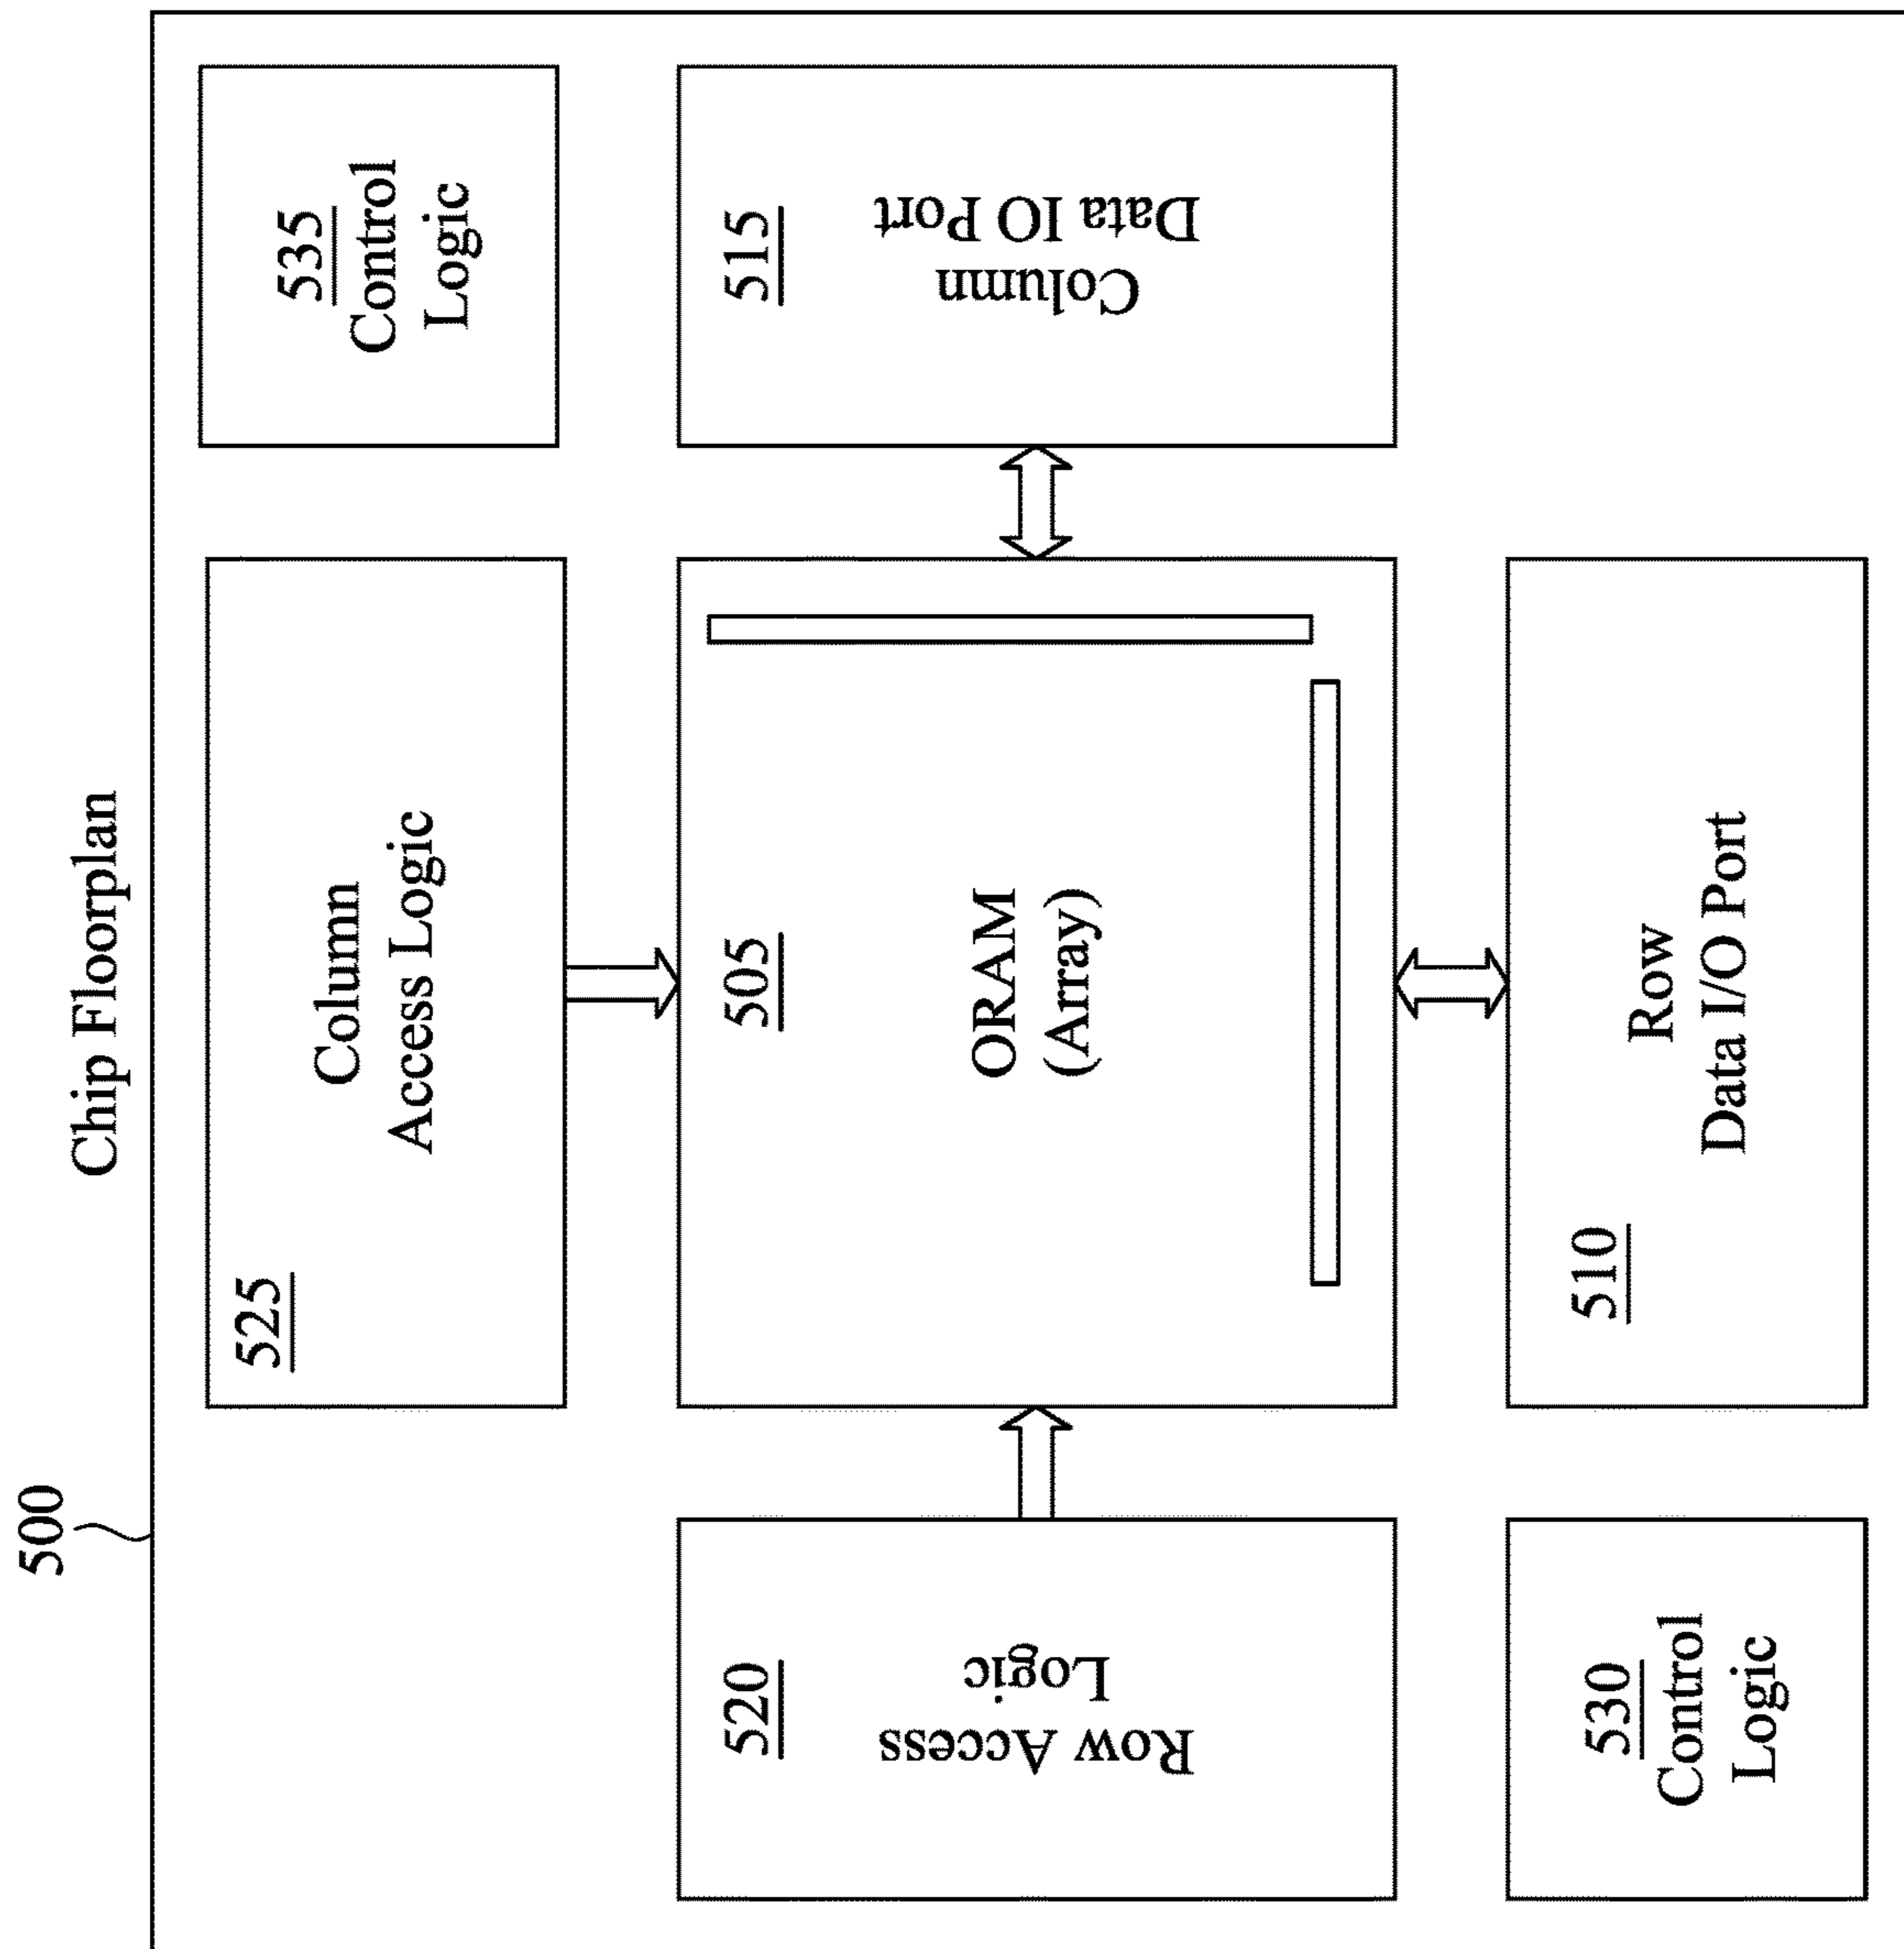 Chip Floorplan
500
525
Column
Access Logic
535
Control
Logic
520
Row Access
Logic
505
ORAM
(Array)
515
Column
Data IO Port
530
Control
Logic
510
Row
Data I/O Port